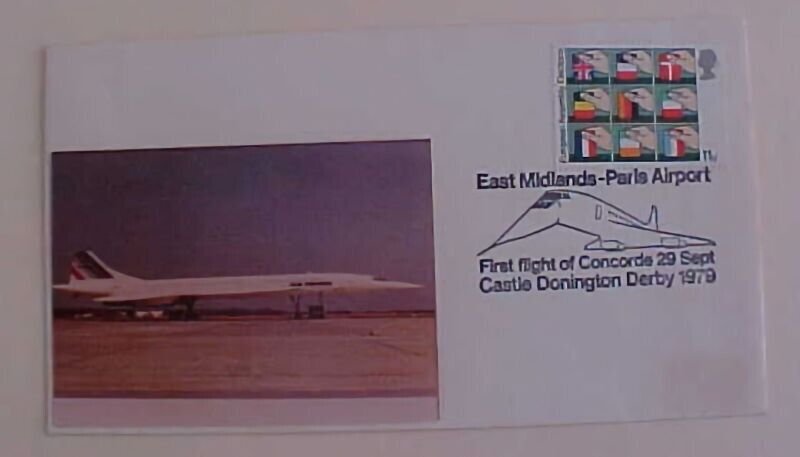 East Midlands-Paris Airport
First flight of Concorde 29 Sept
Castle Donington Derby 1979